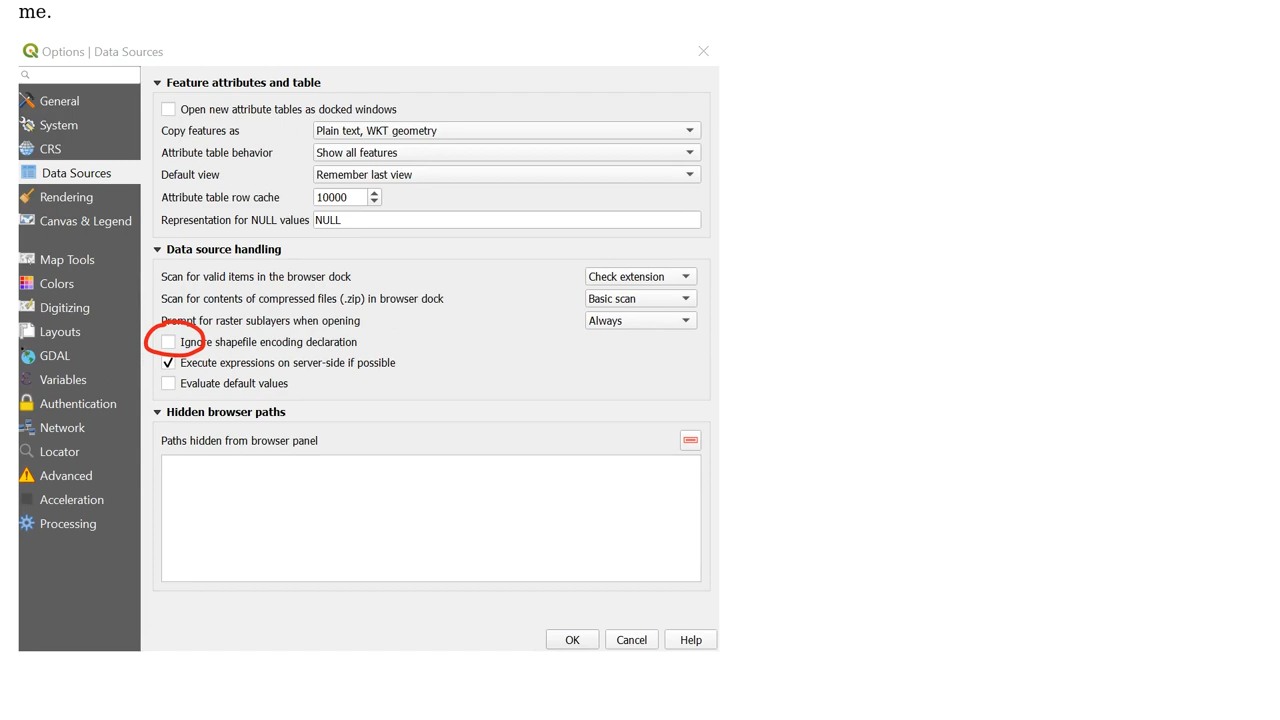 me.
Options | Data Sources
General
System
CRS
Data Sources
Rendering
Canvas & Legend
Map Tools
Colors
Digitizing
Layouts
GDAL
Variables
Authentication
Network
Locator
Advanced
Acceleration
Processing
Feature attributes and table
Open new attribute tables as docked windows
Copy features as Plain text, WKT geometry
Attribute table behavior Show all features
Default view Remember last view
Attribute table row cache 10000
Representation for NULL values NULL
Data source handling
Scan for valid items in the browser dock Check extension
Scan for contents of compressed files (.zip) in browser dock Basic scan
Prompt for raster sublayers when opening Always
Ignore shapefile encoding declaration
Execute expressions on server-side if possible
Evaluate default values
Hidden browser paths
Paths hidden from browser panel
OK Cancel Help